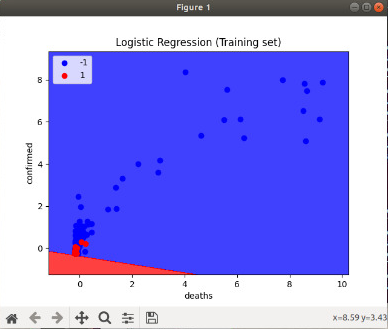 Figure 1
Logistic Regression (Training set)
-1
1
8
6
4
2
0
confirmed
0
2
4
6
8
10
deaths
x=8.59 y=3.43